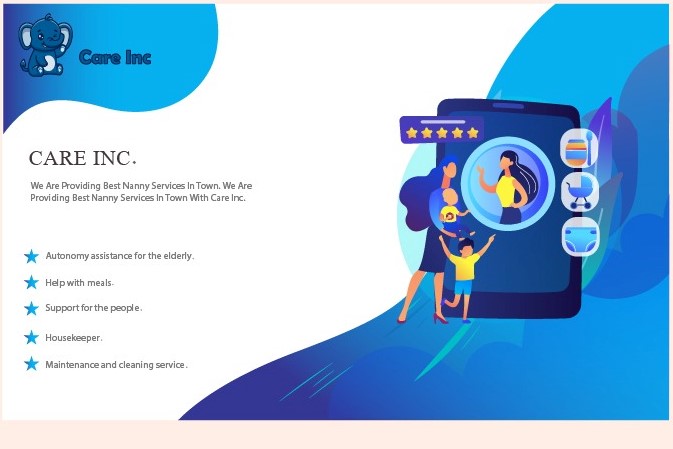 Care Inc
CARE INC.
We Are Providing Best Nanny Services In Town. We Are
Providing Best Nanny Services In Town With Care Inc.
Autonomy assistance for the elderly.
Help with meals.
Support for the people.
Housekeeper.
Maintenance and cleaning service.